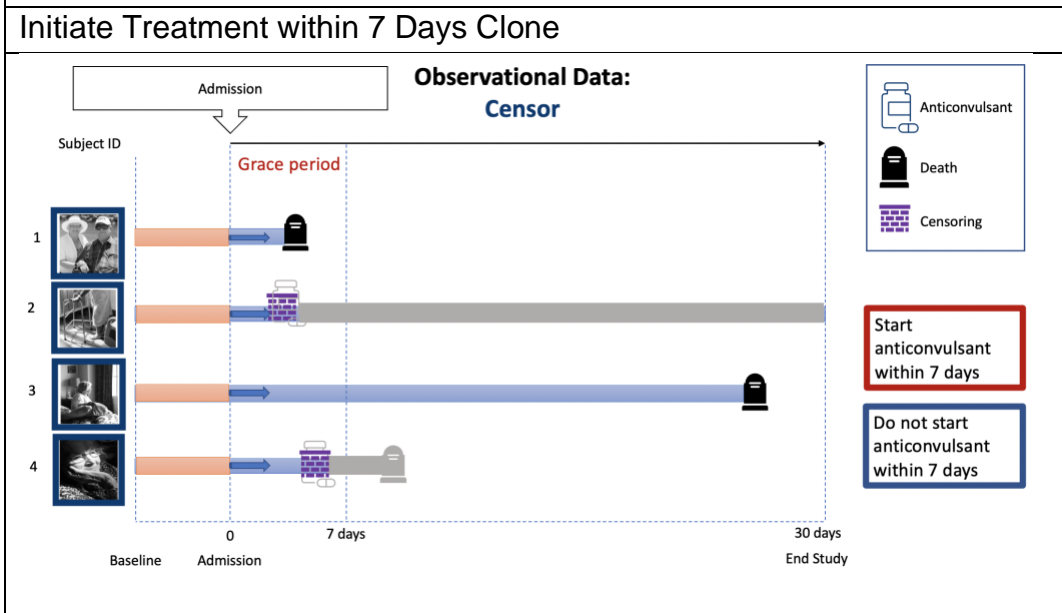 Initiate Treatment within 7 Days Clone
Admission
Observational Data:
Censor
Subject ID
Grace period
1
2
3
4
0
7 days
30 days
Baseline
Admission
End Study
Anticonvulsant
Death
Censoring
Start
anticonvulsant
within 7 days
Do not start
anticonvulsant
within 7 days